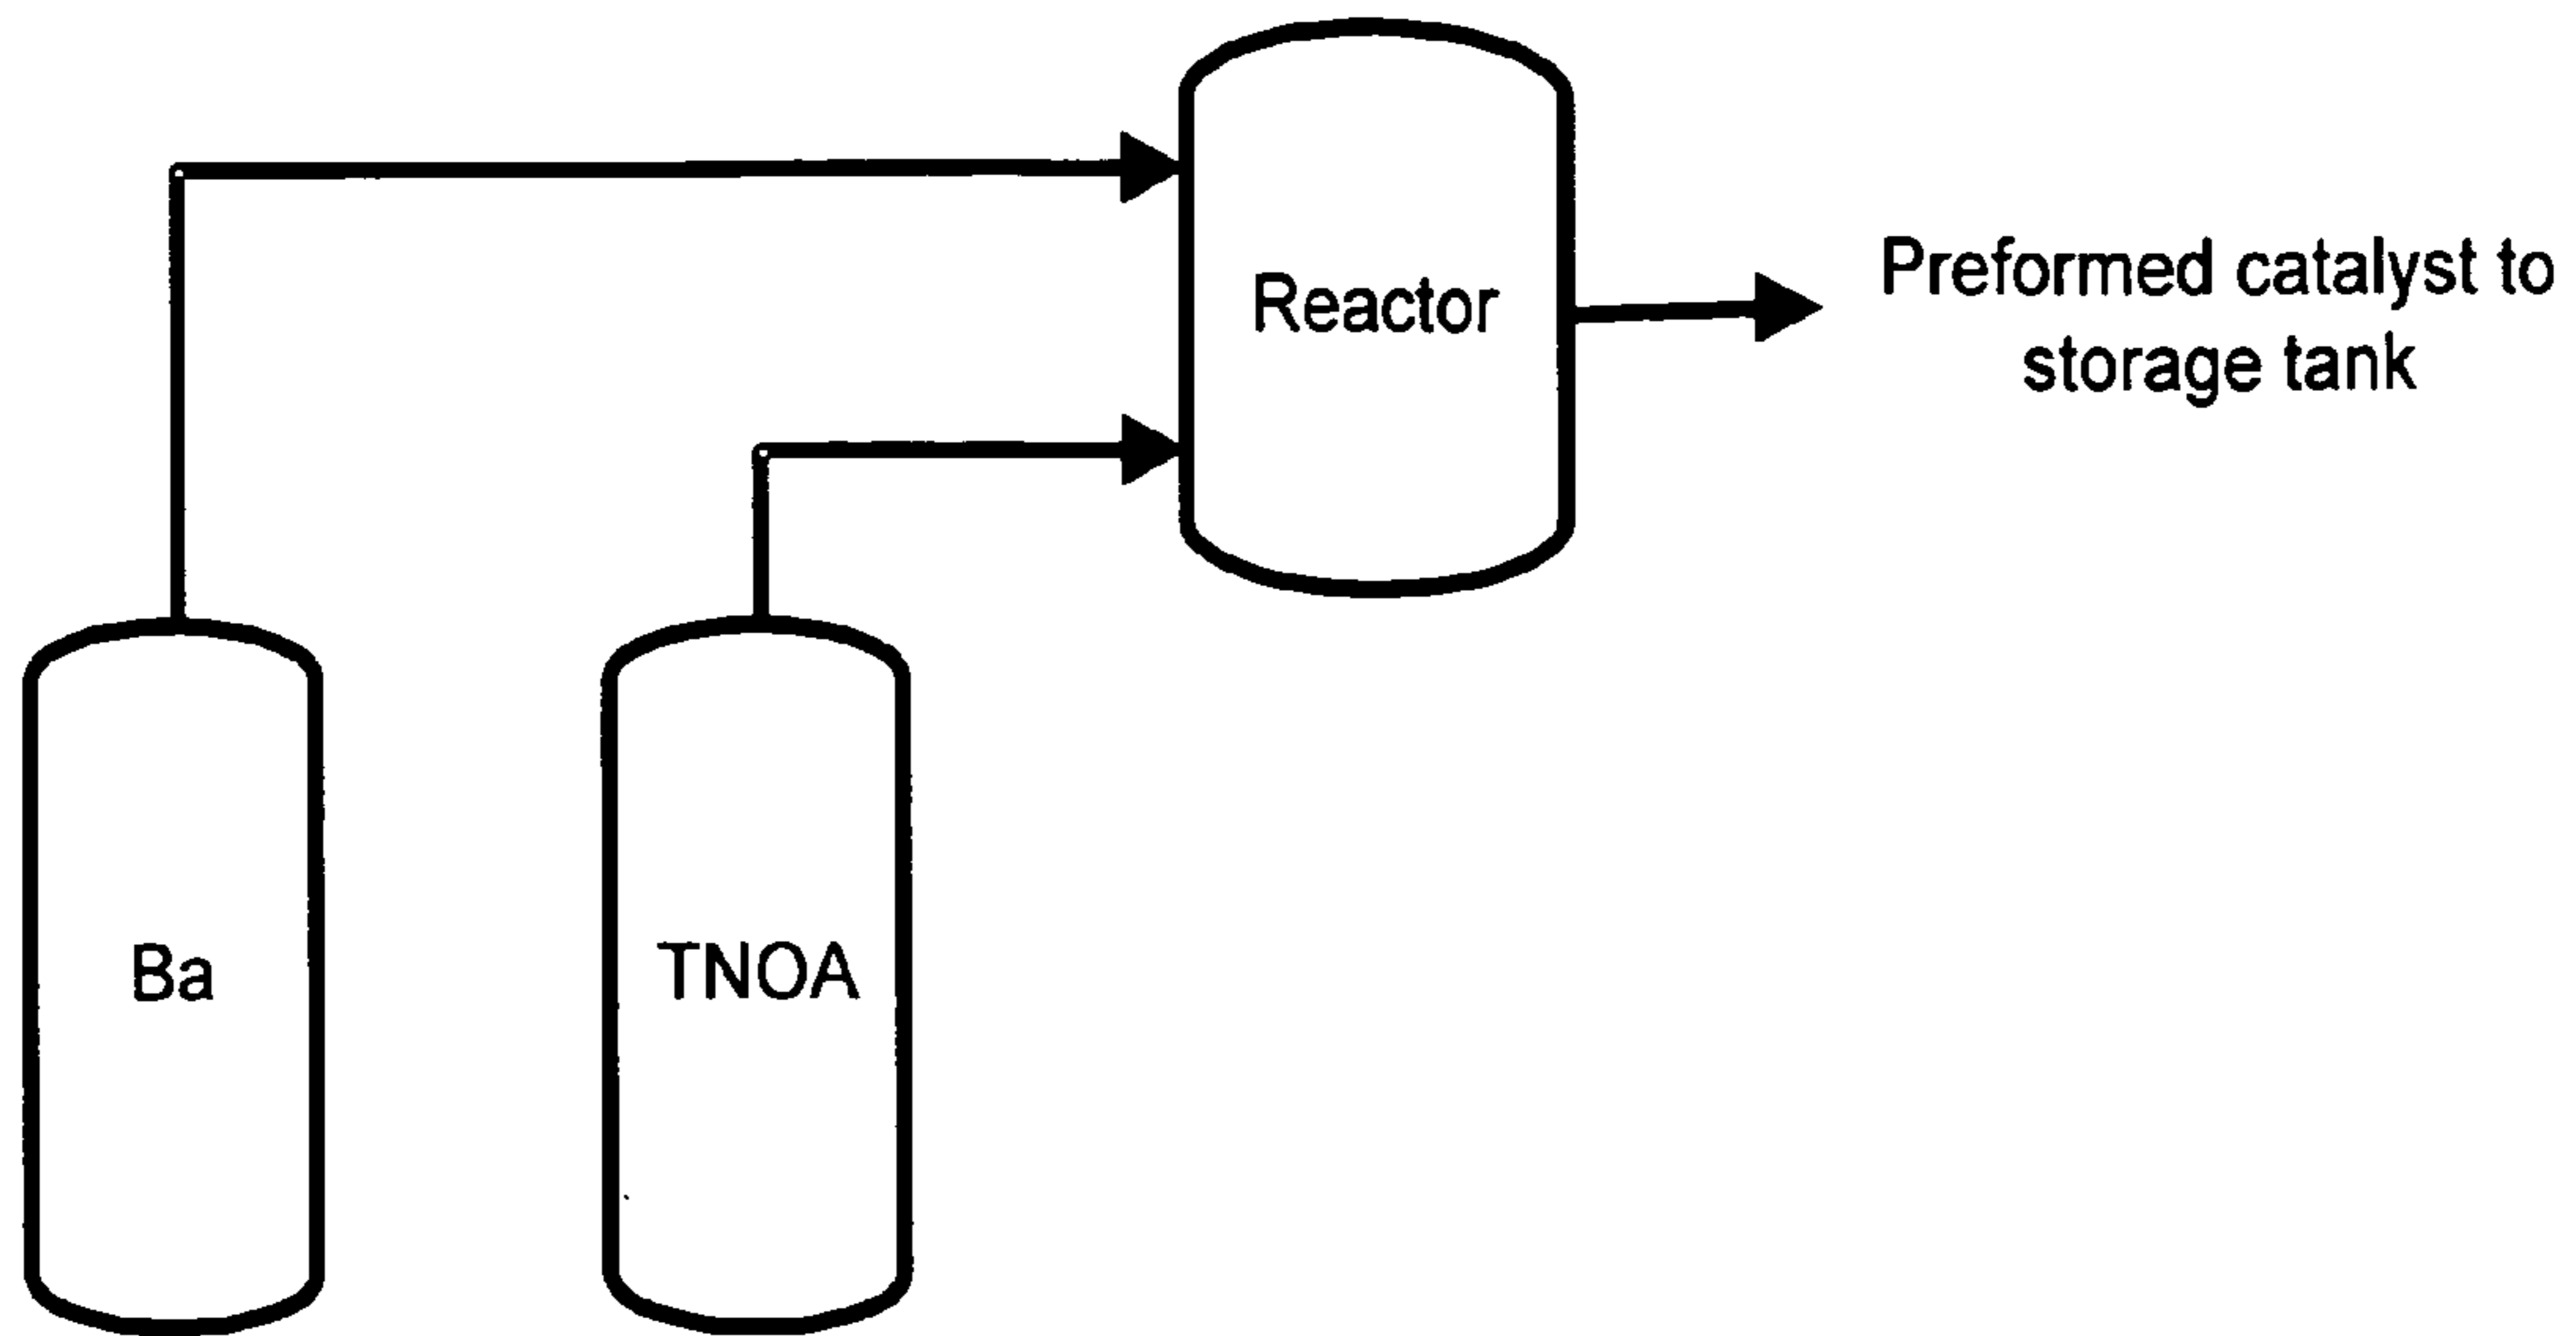 Reactor
Preformed catalyst to
storage tank
Ba
TNOA